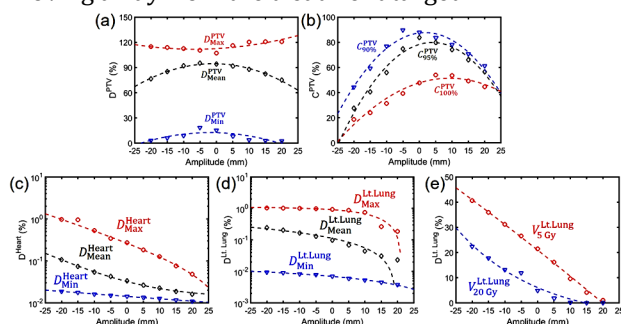 (a)
D^PTV (%)
150
120
90
60
30
0
D^PTV_Max
D^PTV_Mean
D^PTV_Min
-25 -20 -15 -10 -5 0 5 10 15 20 25
Amplitude (mm)
(b)
C^PTV (%)
100
80
60
40
20
0
C^PTV_90%
C^PTV_95%
C^PTV_100%
-25 -20 -15 -10 -5 0 5 10 15 20 25
Amplitude (mm)
(c)
D^Heart (%)
10^1
10^0
10^-1
10^-2
D^Heart_Max
D^Heart_Mean
D^Heart_Min
-25 -20 -15 -10 -5 0 5 10 15 20 25
Amplitude (mm)
(d)
D^Lt. Lung (%)
10^1
10^0
10^-1
10^-2
10^-3
D^Lt.Lung_Max
D^Lt.Lung_Mean
D^Lt.Lung_Min
-25 -20 -15 -10 -5 0 5 10 15 20 25
Amplitude (mm)
(e)
D^Lt. Lung (%)
50
40
30
20
10
0
V^Lt.Lung_5 Gy
V^Lt.Lung_20 Gy
-25 -20 -15 -10 -5 0 5 10 15 20 25
Amplitude (mm)